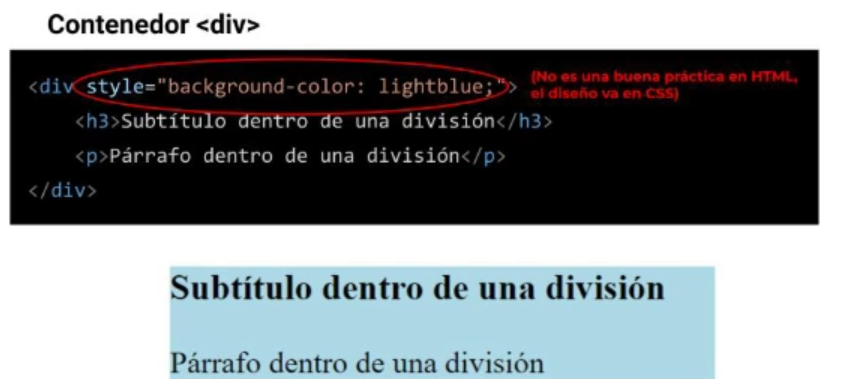 Contenedor <div>
<div style="background-color: lightblue;"> (No es una buena práctica en HTML,
el diseño va en CSS)
<h3>Subtítulo dentro de una división</h3>
<p>Párrafo dentro de una división</p>
</div>
Subtítulo dentro de una división
Párrafo dentro de una división